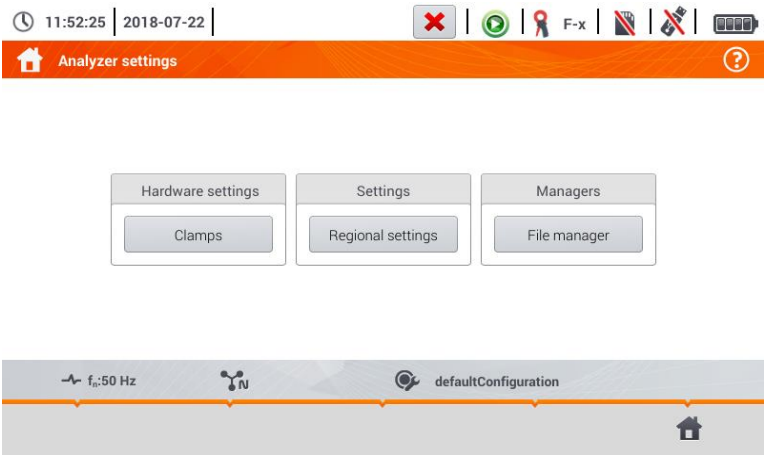 11:52:25 2018-07-22 F-x
Analyzer settings ?
Hardware settings Settings Managers
Clamps Regional settings File manager
fn:50 Hz N defaultConfiguration